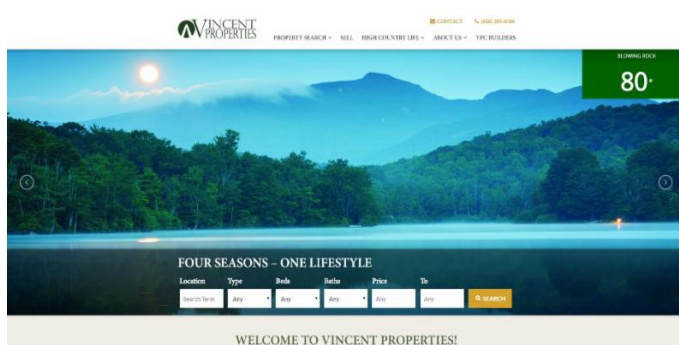 CONTACT
VINCENT
PROPERTIES
PROPERTY SEARCH SELL HIGH COUNTRY LIFE ABOUT US VPC BUILDERS
BLOWING ROCK
80°
FOUR SEASONS – ONE LIFESTYLE
Location Type Beds Baths Price To
Search Term Any Any Any Any Any SEARCH
WELCOME TO VINCENT PROPERTIES!